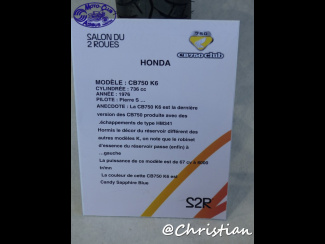 SALON DU
2 ROUES
CB750 Club
HONDA
MODÈLE : CB750 K6
CYLINDRÉE : 736 cc
ANNÉE : 1976
PILOTE : Pierre S ...
ANECDOTE : La CB750 K6 est la dernière
version des CB750 produite avec des
échappements de type HM341
Hormis le décor du réservoir différent des
autres modèles K, on note que le robinet
d'essence du réservoir passe (enfin) à
...gauche
La puissance de ce modèle est de 67 cv à
tr/mn
La couleur de cette CB750 K6 est
Candy Sapphire Blue
S2R
@Christian